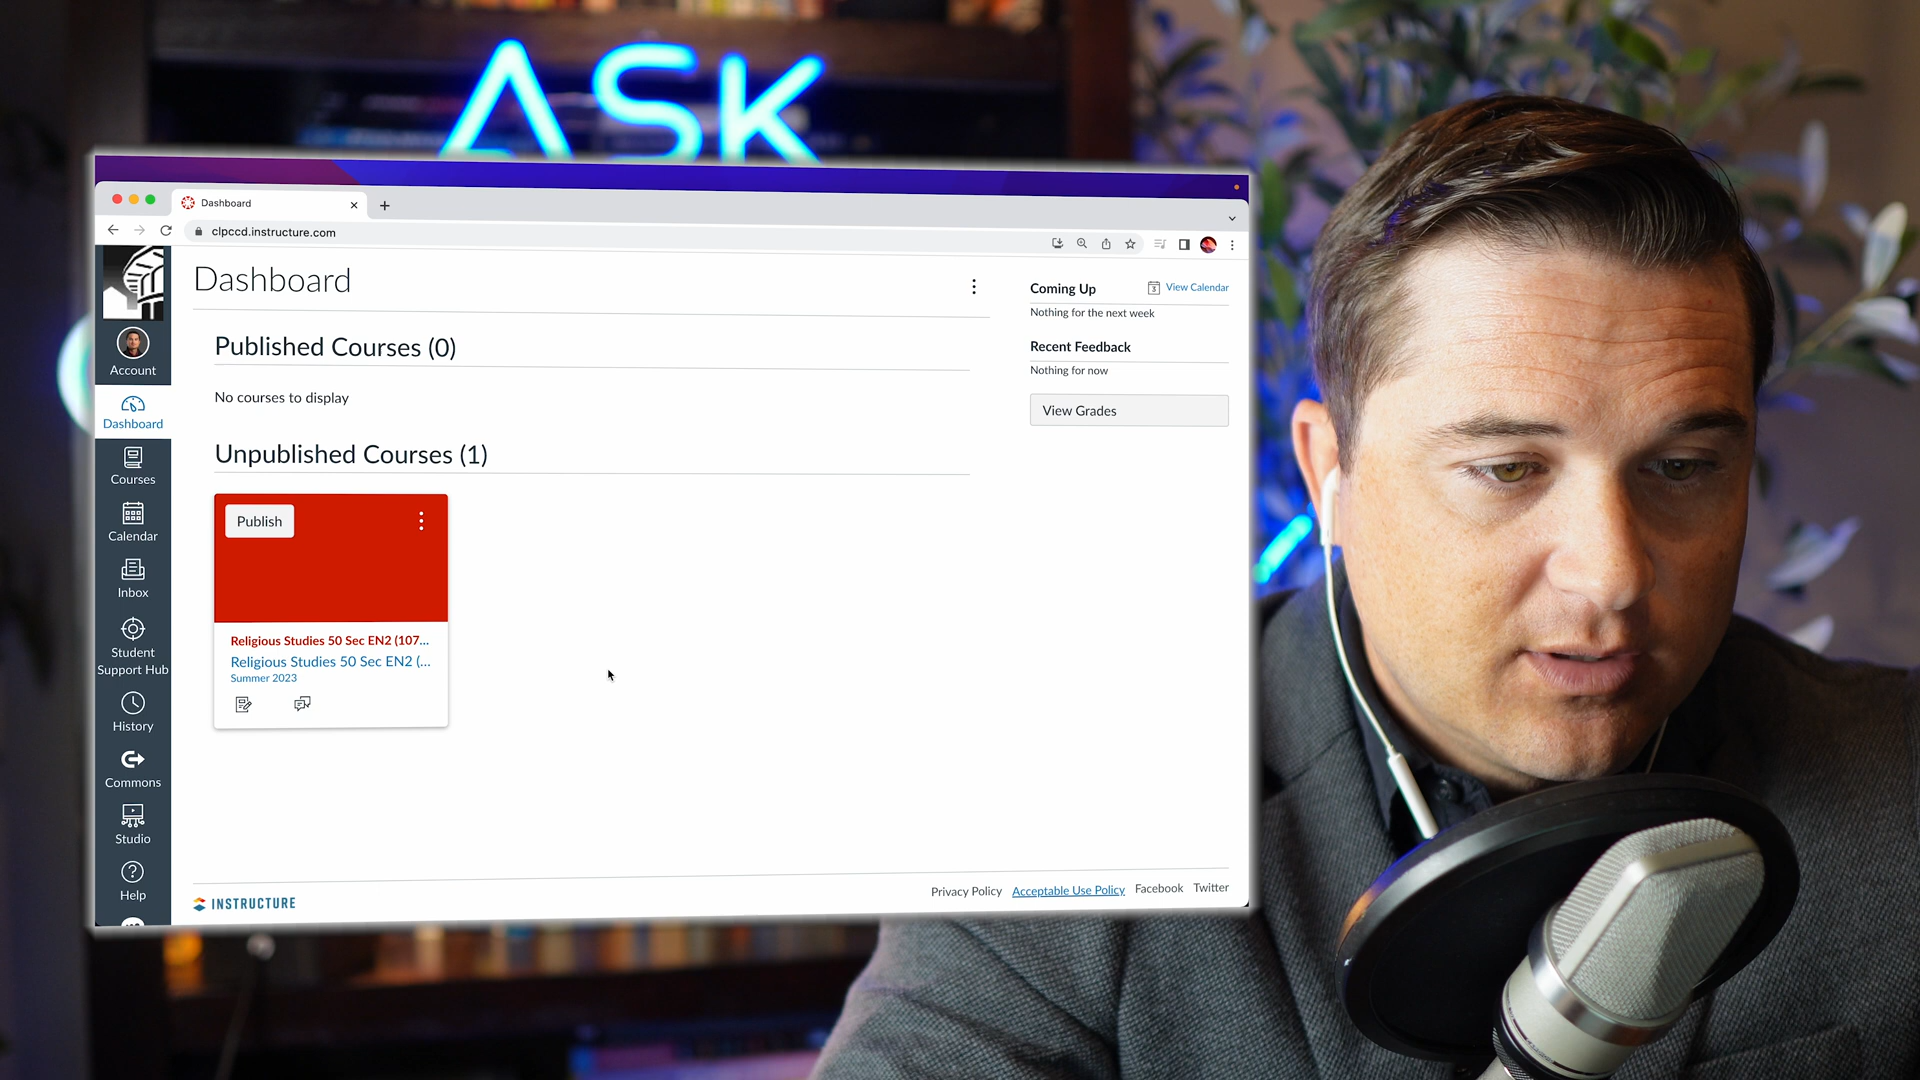 ASK
Dashboard
clpccd.instructure.com
Dashboard
Published Courses (0)
No courses to display
Unpublished Courses (1)
Publish
Religious Studies 50 Sec EN2 (107...
Religious Studies 50 Sec EN2 (...
Summer 2023
Coming Up
3
View Calendar
Nothing for the next week
Recent Feedback
Nothing for now
View Grades
Account
Dashboard
Courses
Calendar
Inbox
Student
Support Hub
History
Commons
Studio
Help
INSTRUCTURE
Privacy Policy Acceptable Use Policy Facebook Twitter